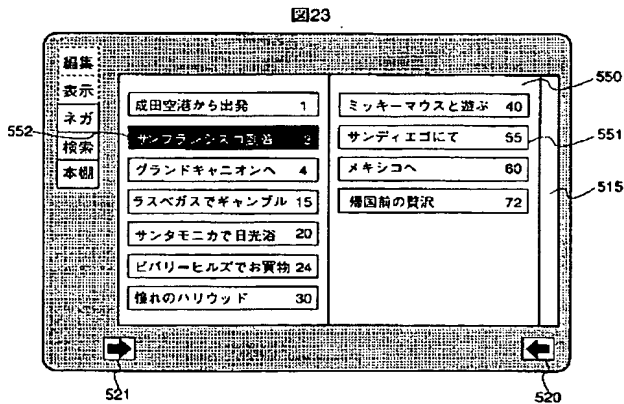 図23
編集
表示
ネガ
検索
本棚
成田空港から出発 1
サンフランシスコ到着 3
グランドキャニオンへ 4
ラスベガスでギャンブル 15
サンタモニカで日光浴 20
ビバリーヒルズでお買物 24
憧れのハリウッド 30
ミッキーマウスと遊ぶ 40
サンディエゴにて 55
メキシコへ 60
帰国前の贅沢 72
552
550
551
515
521
520